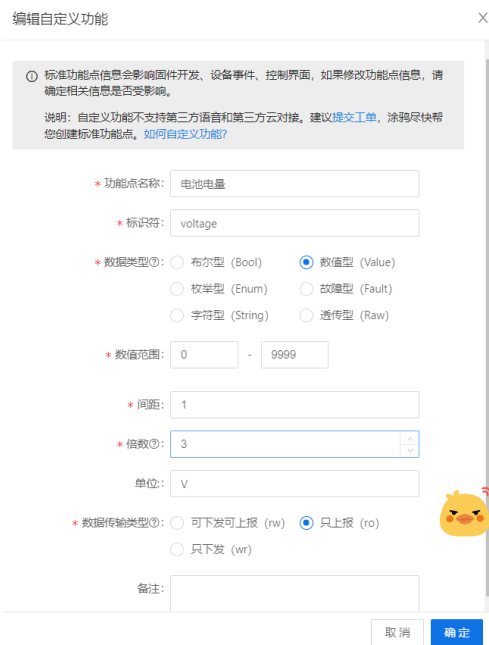 编辑自定义功能
标准功能点信息会影响固件开发、设备事件、控制界面，如果修改功能点信息，请
确定相关信息是否受影响。
说明：自定义功能不支持第三方语音和第三方云对接。建议提交工单，涂鸦尽快帮
您创建标准功能点。如何自定义功能?
* 功能点名称: 电池电量
* 标识符: voltage
* 数据类型?: 布尔型 (Bool) 数值型 (Value)
枚举型 (Enum) 故障型 (Fault)
字符型 (String) 透传型 (Raw)
* 数值范围: 0 - 9999
* 间距: 1
* 倍数?: 3
单位: V
* 数据传输类型?: 可下发可上报 (rw) 只上报 (ro)
只下发 (wr)
备注:
取消 确定